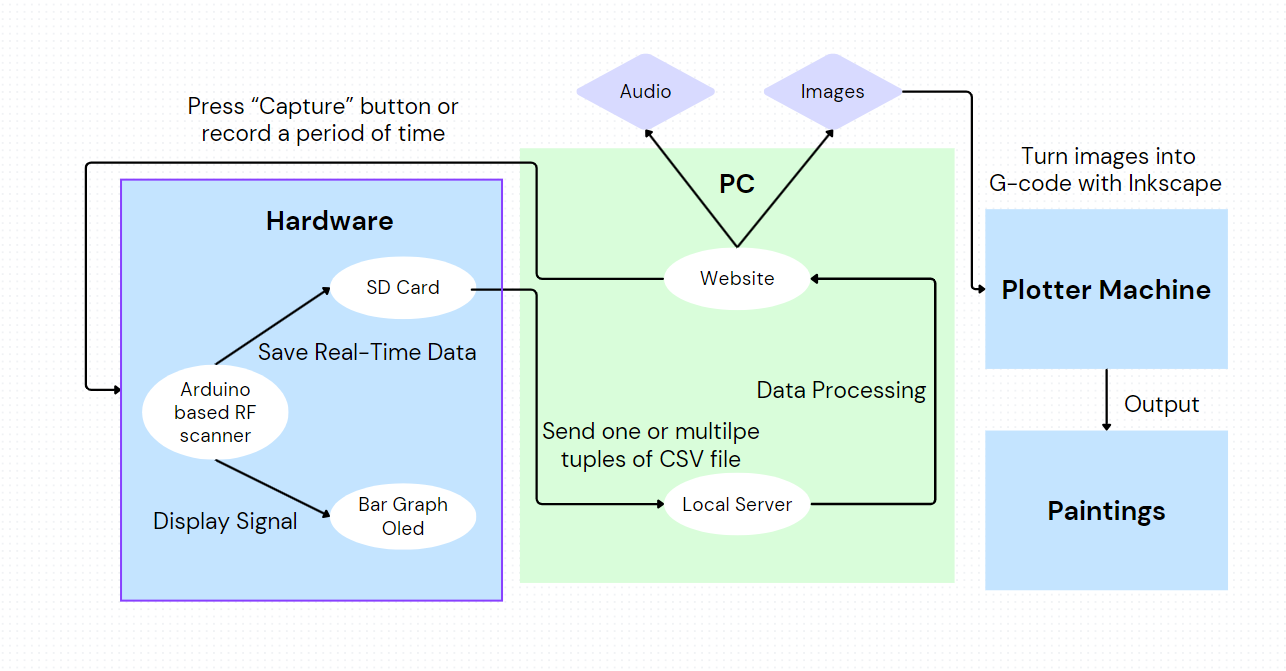 Press “Capture” button or
record a period of time
Audio
Images
Turn images into
G-code with Inkscape
PC
Hardware
Website
SD Card
Plotter Machine
Save Real-Time Data
Arduino
based RF
scanner
Data Processing
Output
Send one or multilpe
tuples of CSV file
Local Server
Bar Graph
Oled
Display Signal
Paintings